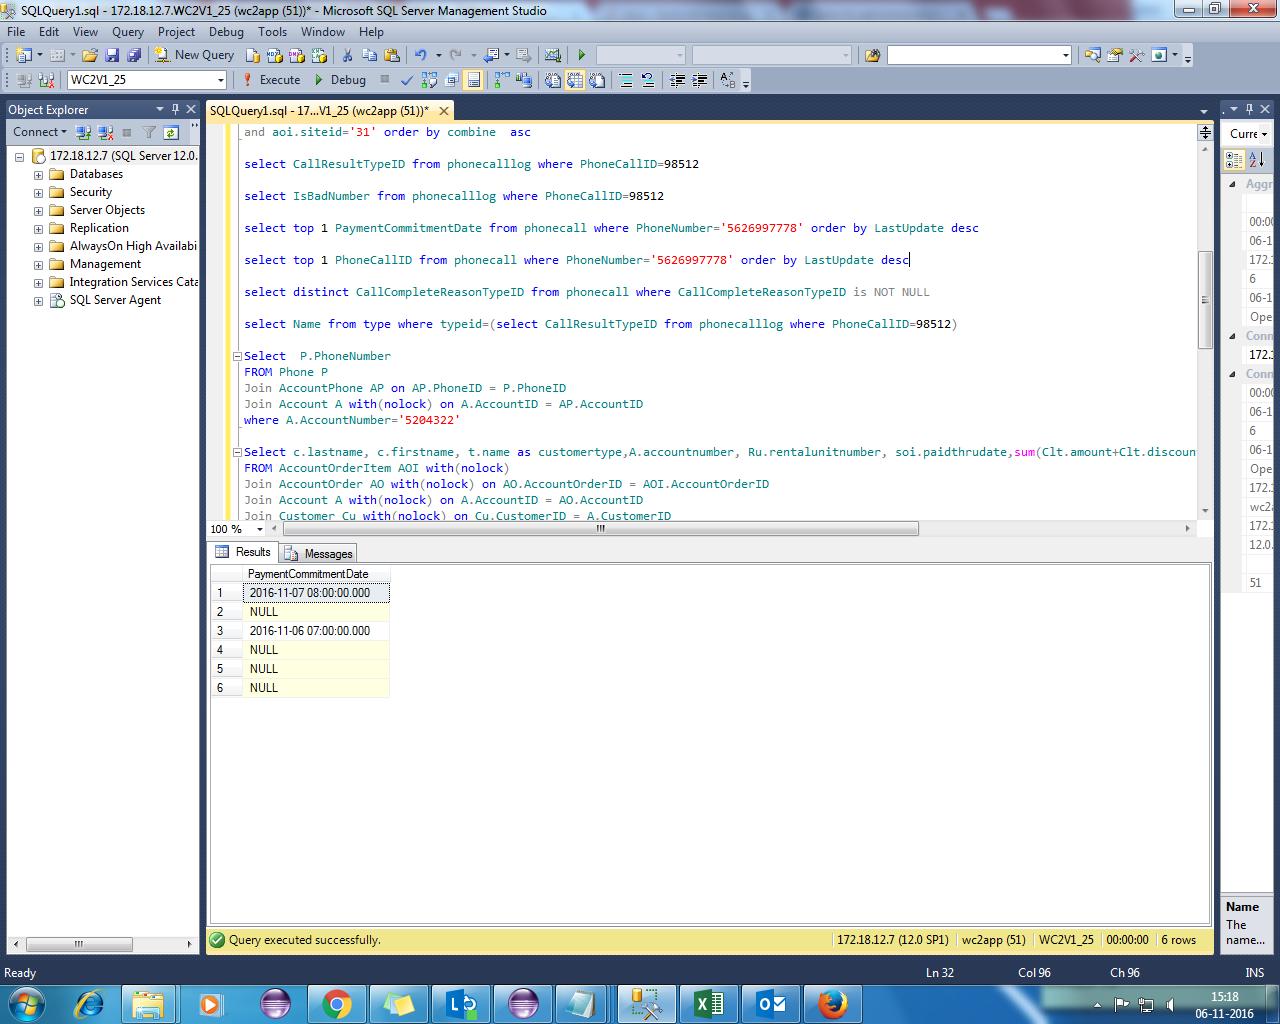 SQLQuery1.sql - 172.18.12.7.WC2V1_25 (wc2app (51))* - Microsoft SQL Server Management Studio
File Edit View Query Project Debug Tools Window Help
New Query
WC2V1_25 Execute Debug
Object Explorer
Connect
172.18.12.7 (SQL Server 12.0.
Databases
Security
Server Objects
Replication
AlwaysOn High Availabi
Management
Integration Services Cata
SQL Server Agent
SQLQuery1.sql - 17...V1_25 (wc2app (51))*
and aoi.siteid='31' order by combine  asc
select CallResultTypeID from phonecalllog where PhoneCallID=98512
select IsBadNumber from phonecalllog where PhoneCallID=98512
select top 1 PaymentCommitmentDate from phonecall where PhoneNumber='5626997778' order by LastUpdate desc
select top 1 PhoneCallID from phonecall where PhoneNumber='5626997778' order by LastUpdate desc
select distinct CallCompleteReasonTypeID from phonecall where CallCompleteReasonTypeID is NOT NULL
select Name from type where typeid=(select CallResultTypeID from phonecalllog where PhoneCallID=98512)
Select  P.PhoneNumber
FROM Phone P
Join AccountPhone AP on AP.PhoneID = P.PhoneID
Join Account A with(nolock) on A.AccountID = AP.AccountID
where A.AccountNumber='5204322'
Select c.lastname, c.firstname, t.name as customertype,A.accountnumber, Ru.rentalunitnumber, soi.paidthrudate,sum(Clt.amount+Clt.discoun
FROM AccountOrderItem AOI with(nolock)
Join AccountOrder AO with(nolock) on AO.AccountOrderID = AOI.AccountOrderID
Join Account A with(nolock) on A.AccountID = AO.AccountID
Join Customer Cu with(nolock) on Cu.CustomerID = A.CustomerID
100 %
Results Messages
PaymentCommitmentDate
1 2016-11-07 08:00:00.000
2 NULL
3 2016-11-06 07:00:00.000
4 NULL
5 NULL
6 NULL
Query executed successfully. 172.18.12.7 (12.0 SP1) wc2app (51) WC2V1_25 00:00:00 6 rows
Curre
Aggr
00:00
06-1
172.1
6
06-1
Ope
Conn
172.1
Conn
00:00
06-1
6
06-1
Ope
172.1
wc2a
172.1
12.0.
51
Name
The
name...
Ready Ln 32 Col 96 Ch 96 INS
15:18
06-11-2016